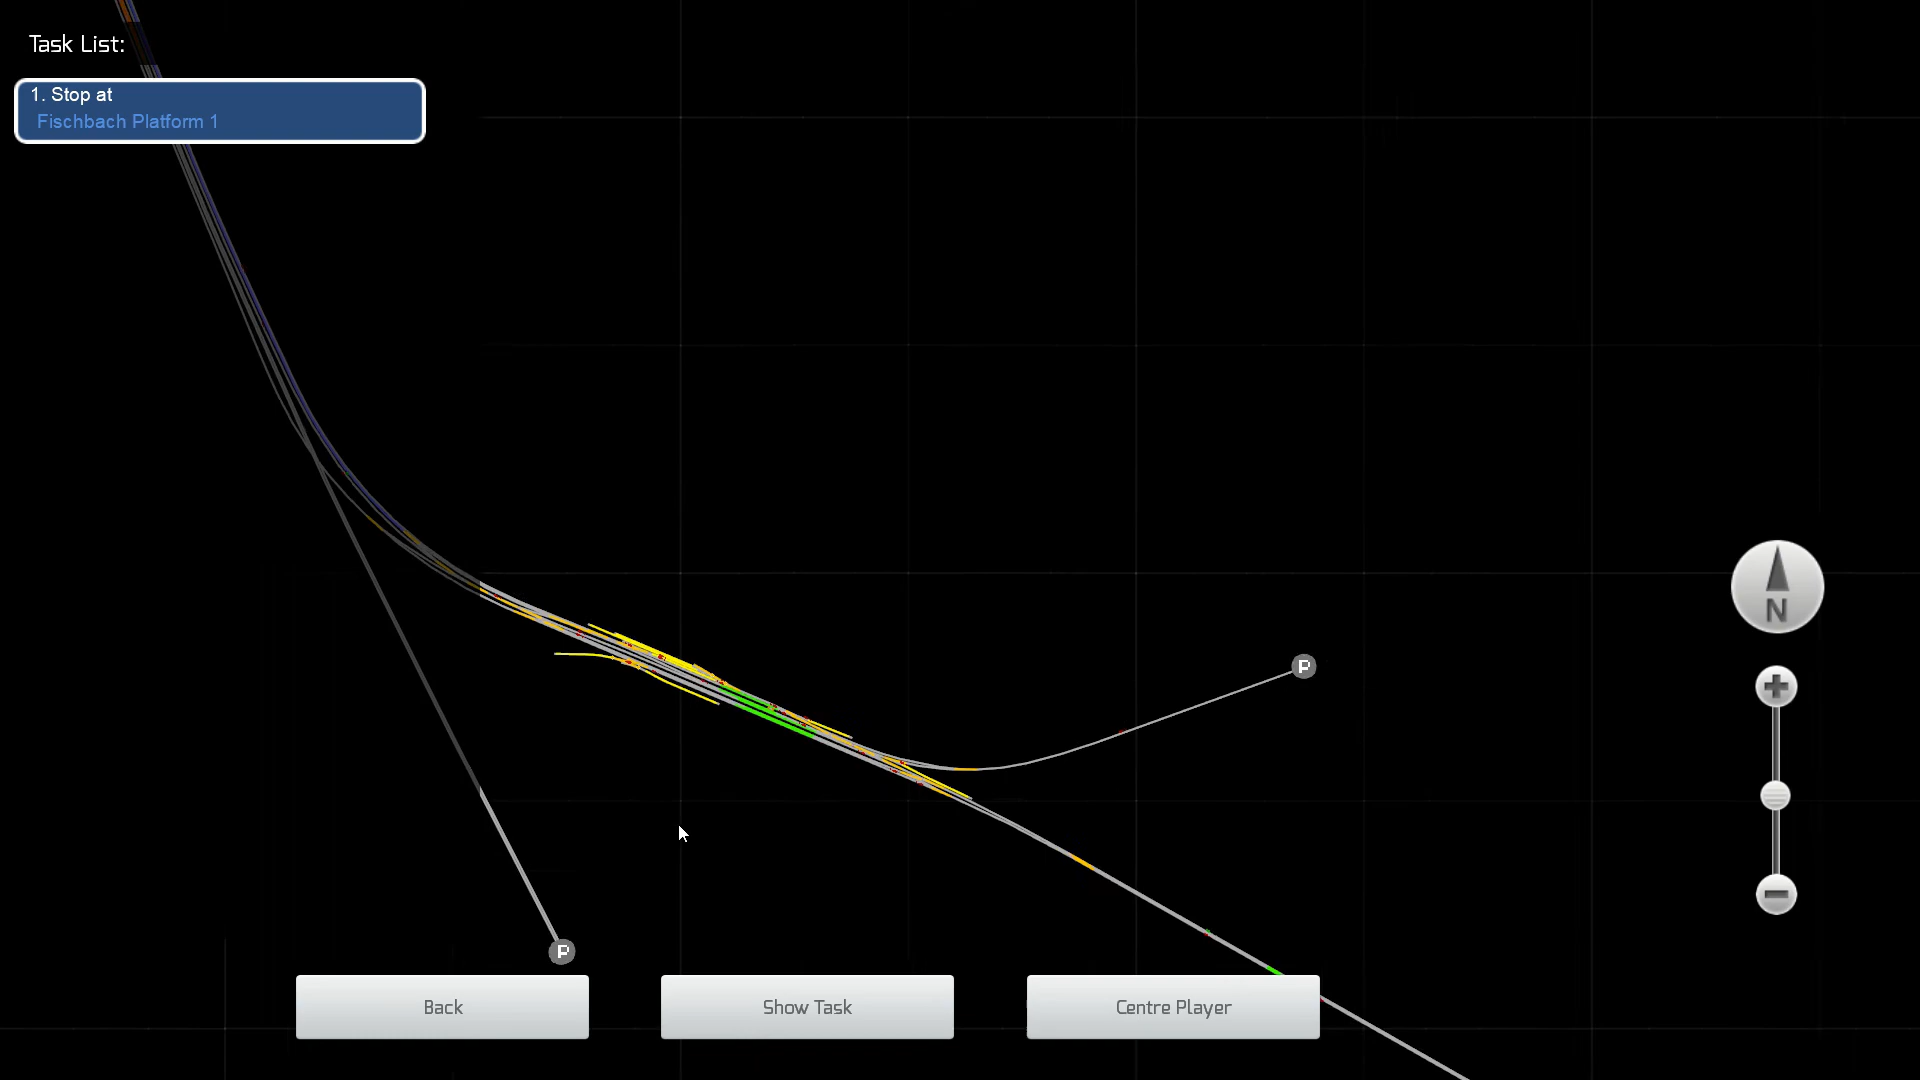 Task List:
1. Stop at
Fischbach Platform 1
N
P
P
Back
Show Task
Centre Player